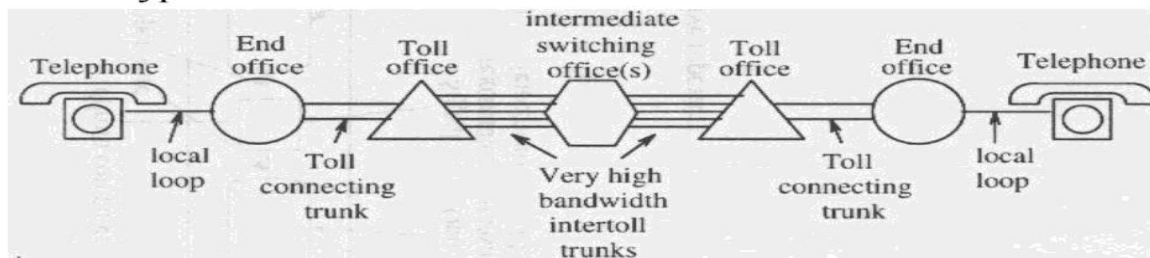 Telephone
End
office
Toll
office
intermediate
switching
office(s)
Toll
office
End
office
Telephone
local
loop
Toll
connecting
trunk
Very high
bandwidth
intertoll
trunks
Toll
connecting
trunk
local
loop